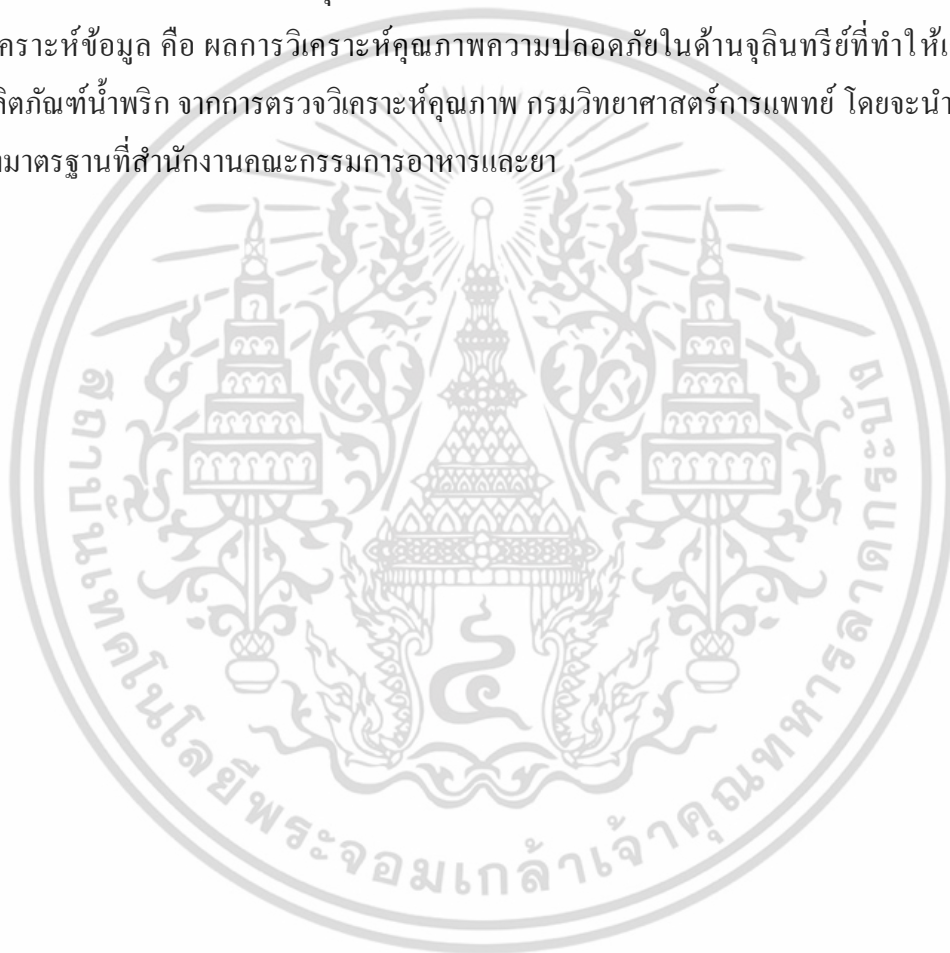 เคราะห์ข้อมูล คือ ผลการวิเคราะห์คุณภาพความปลอดภัยในด้านจุลินทรีย์ที่ทำให้เ
ลิตภัณฑ์น้ำพริก จากการตรวจวิเคราะห์คุณภาพ กรมวิทยาศาสตร์การแพทย์ โดยจะนำ
มาตรฐานที่สำนักงานคณะกรรมการอาหารและยา
สถาบันเทคโนโลยีพระจอมเกล้าเจ้าคุณทหารลาดกระบัง